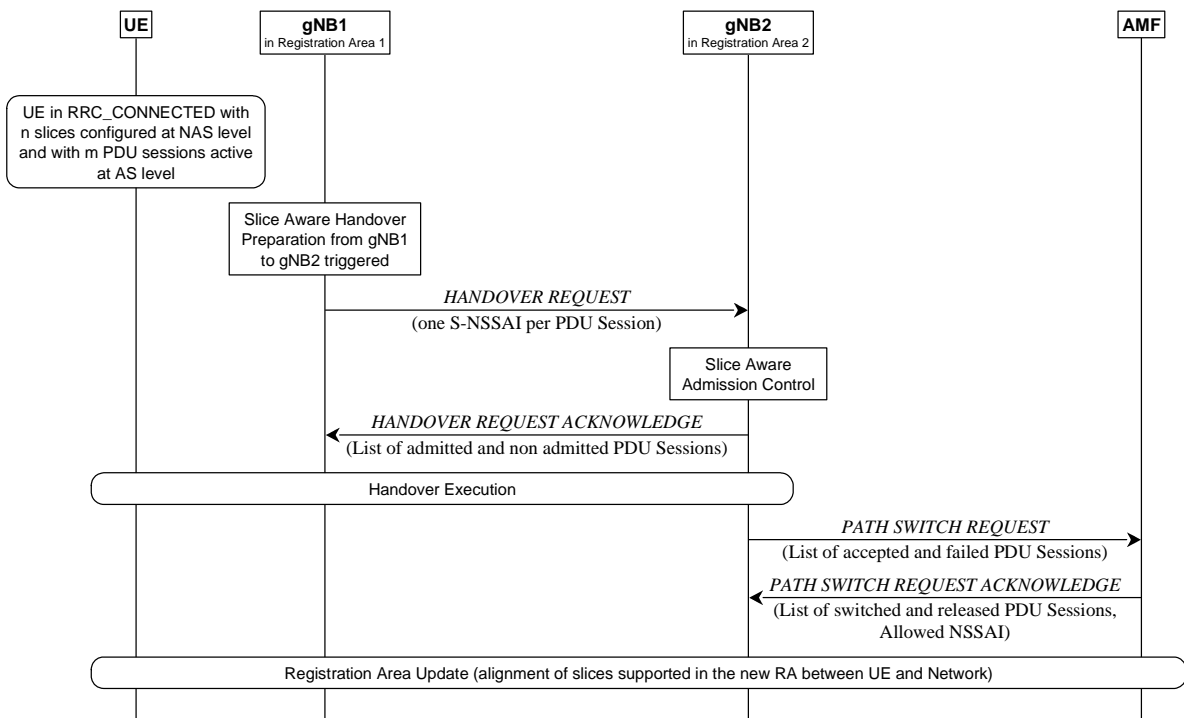 UE
gNB1
in Registration Area 1
gNB2
in Registration Area 2
AMF
UE in RRC_CONNECTED with
n slices configured at NAS level
and with m PDU sessions active
at AS level
Slice Aware Handover
Preparation from gNB1
to gNB2 triggered
HANDOVER REQUEST
(one S-NSSAI per PDU Session)
Slice Aware
Admission Control
HANDOVER REQUEST ACKNOWLEDGE
(List of admitted and non admitted PDU Sessions)
Handover Execution
PATH SWITCH REQUEST
(List of accepted and failed PDU Sessions)
PATH SWITCH REQUEST ACKNOWLEDGE
(List of switched and released PDU Sessions,
Allowed NSSAI)
Registration Area Update (alignment of slices supported in the new RA between UE and Network)